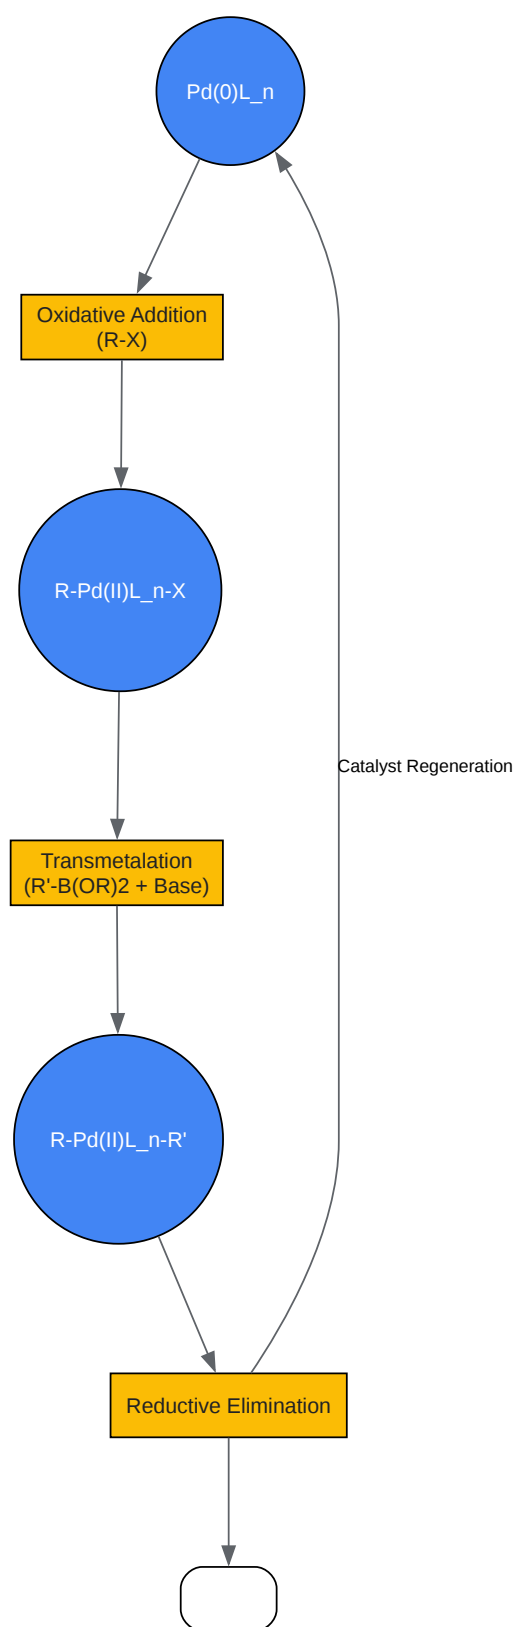 Pd(0)L_n
Oxidative Addition
(R-X)
R-Pd(II)L_n-X
Catalyst Regeneration
Transmetalation
(R'-B(OR)2 + Base)
R-Pd(II)L_n-R'
Reductive Elimination